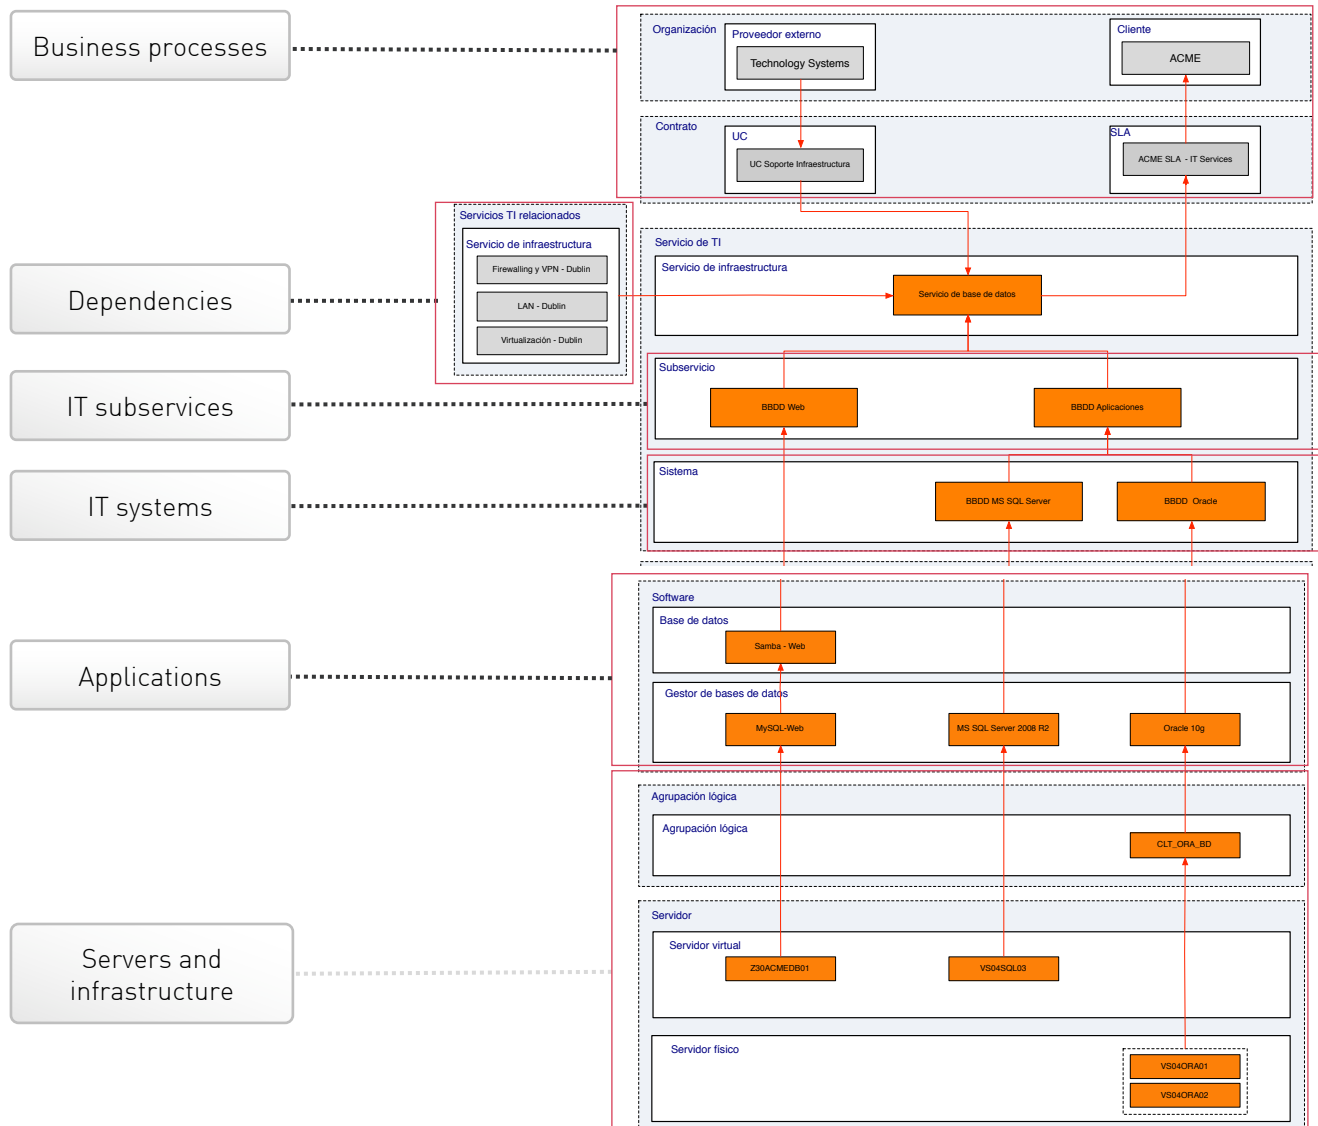 Business processes
Organización
Proveedor externo
Technology Systems
Cliente
ACME
Contrato
UC
UC Soporte Infraestructura
SLA
ACME SLA - IT Services
Dependencies
Servicios TI relacionados
Servicio de infraestructura
Firewalling y VPN - Dublin
LAN - Dublin
Virtualización - Dublin
Servicio de TI
Servicio de infraestructura
Servicio de base de datos
IT subservices
Subservicio
BBDD Web
BBDD Aplicaciones
IT systems
Sistema
BBDD MS SQL Server
BBDD Oracle
Applications
Software
Base de datos
Samba - Web
Gestor de bases de datos
MySQL-Web
MS SQL Server 2008 R2
Oracle 10g
Servers and
infrastructure
Agrupación lógica
Agrupación lógica
CLT_ORA_BD
Servidor
Servidor virtual
Z30ACMEDB01
VS04SQL03
Servidor físico
VS04ORA01
VS04ORA02